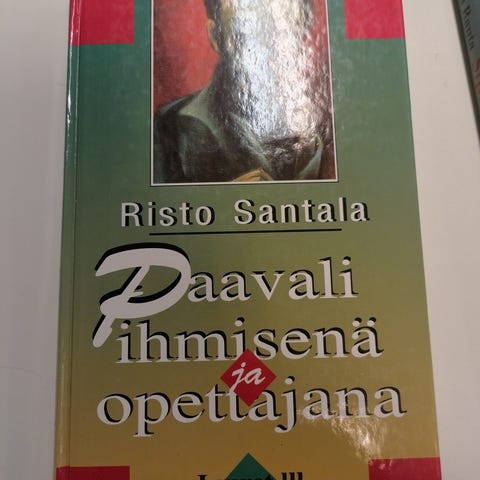 Risto Santala
Paavali
ihmisenä
ja
opettajana